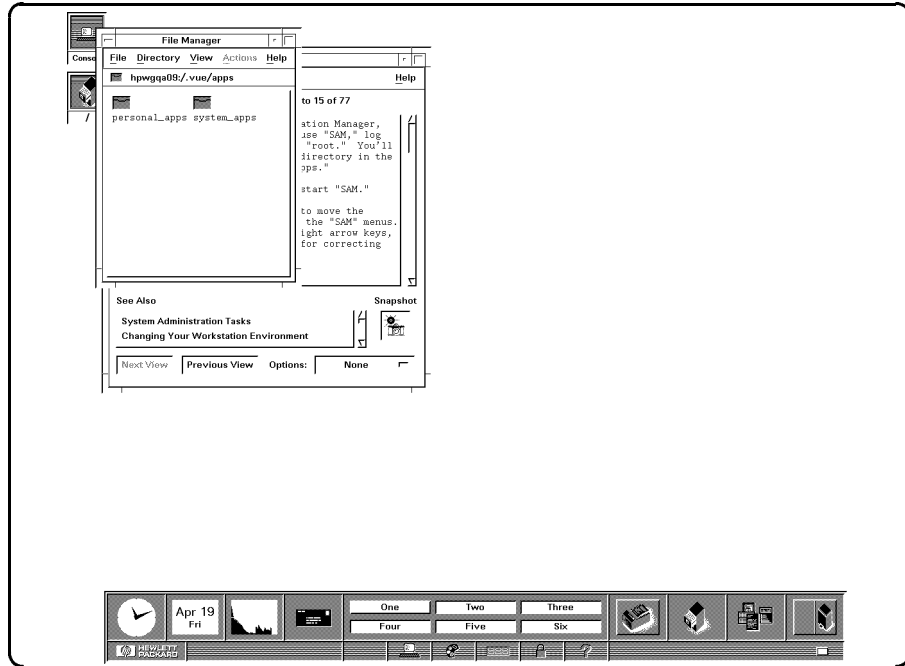 Conso
/
File Manager
File Directory View Actions Help
hpwgqa09:/.vue/apps
personal_apps system_apps
Help
to 15 of 77
ation Manager,
use "SAM," log
"root." You'll
directory in the
pps."
start "SAM."
to move the
the "SAM" menus.
ight arrow keys,
for correcting
See Also
Snapshot
System Administration Tasks
Changing Your Workstation Environment
Next View Previous View Options: None
Apr 19
Fri
One Two Three
Four Five Six
HEWLETT
PACKARD
?